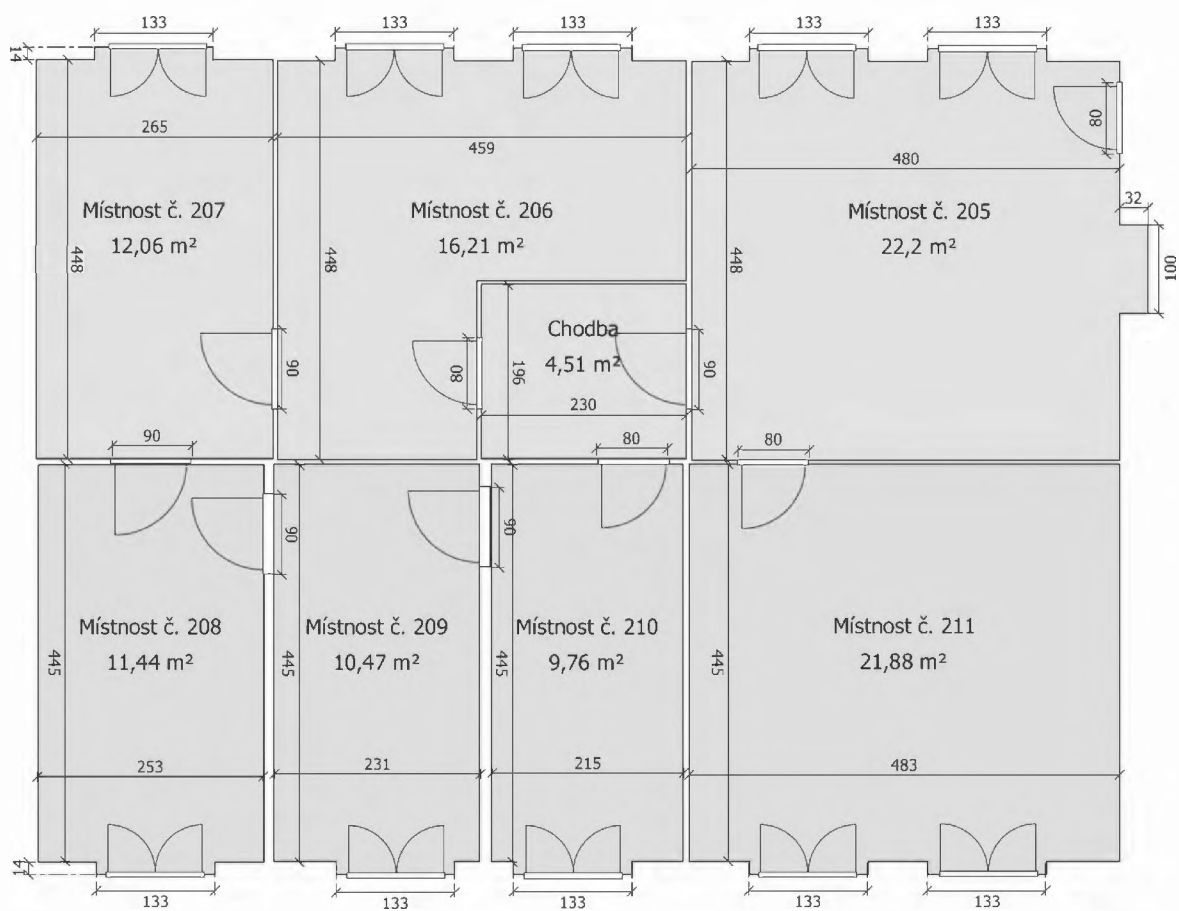 133 133 133 133 133
14
265 459 480
80
32
Místnost č. 207 Místnost č. 206 Místnost č. 205
12,06 m² 16,21 m² 22,2 m²
448 448 448 100
Chodba
4,51 m²
90 80 196 90
230
90 80 80
90 90
Místnost č. 208 Místnost č. 209 Místnost č. 210 Místnost č. 211
11,44 m² 10,47 m² 9,76 m² 21,88 m²
445 445 445 445
253 231 215 483
14
133 133 133 133 133